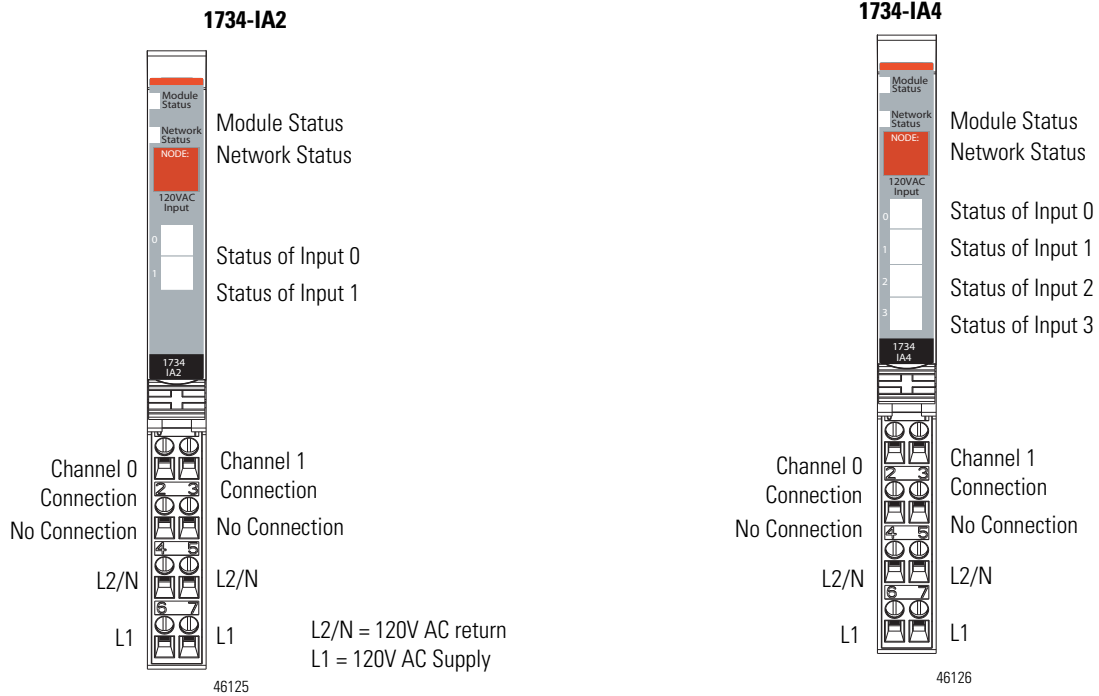 1734-IA2
Module
Status
Network
Status
NODE:
120VAC
Input
0
1
1734
IA2
Module Status
Network Status
Status of Input 0
Status of Input 1
Channel 0
Connection
No Connection
L2/N
L1
2 3
4 5
6 7
Channel 1
Connection
No Connection
L2/N
L1
L2/N = 120V AC return
L1 = 120V AC Supply
46125
1734-IA4
Module
Status
Network
Status
NODE:
120VAC
Input
0
1
2
3
1734
IA4
Module Status
Network Status
Status of Input 0
Status of Input 1
Status of Input 2
Status of Input 3
Channel 0
Connection
No Connection
L2/N
L1
2 3
4 5
6 7
Channel 1
Connection
No Connection
L2/N
L1
46126